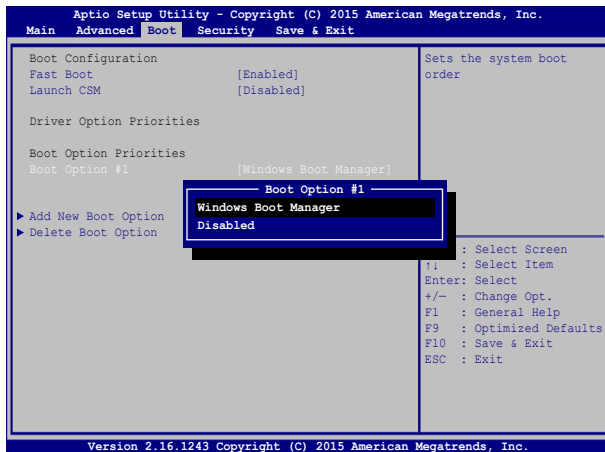 Aptio Setup Utility - Copyright (C) 2015 American Megatrends, Inc.
Main Advanced Boot Security Save & Exit
Boot Configuration
Fast Boot [Enabled]
Launch CSM [Disabled]
Driver Option Priorities
Boot Option Priorities
Boot Option #1 [Windows Boot Manager]
Add New Boot Option
Delete Boot Option
Boot Option #1
Windows Boot Manager
Disabled
Sets the system boot
order
: Select Screen
↑↓ : Select Item
Enter: Select
+/— : Change Opt.
F1 : General Help
F9 : Optimized Defaults
F10 : Save & Exit
ESC : Exit
Version 2.16.1243 Copyright (C) 2015 American Megatrends, Inc.